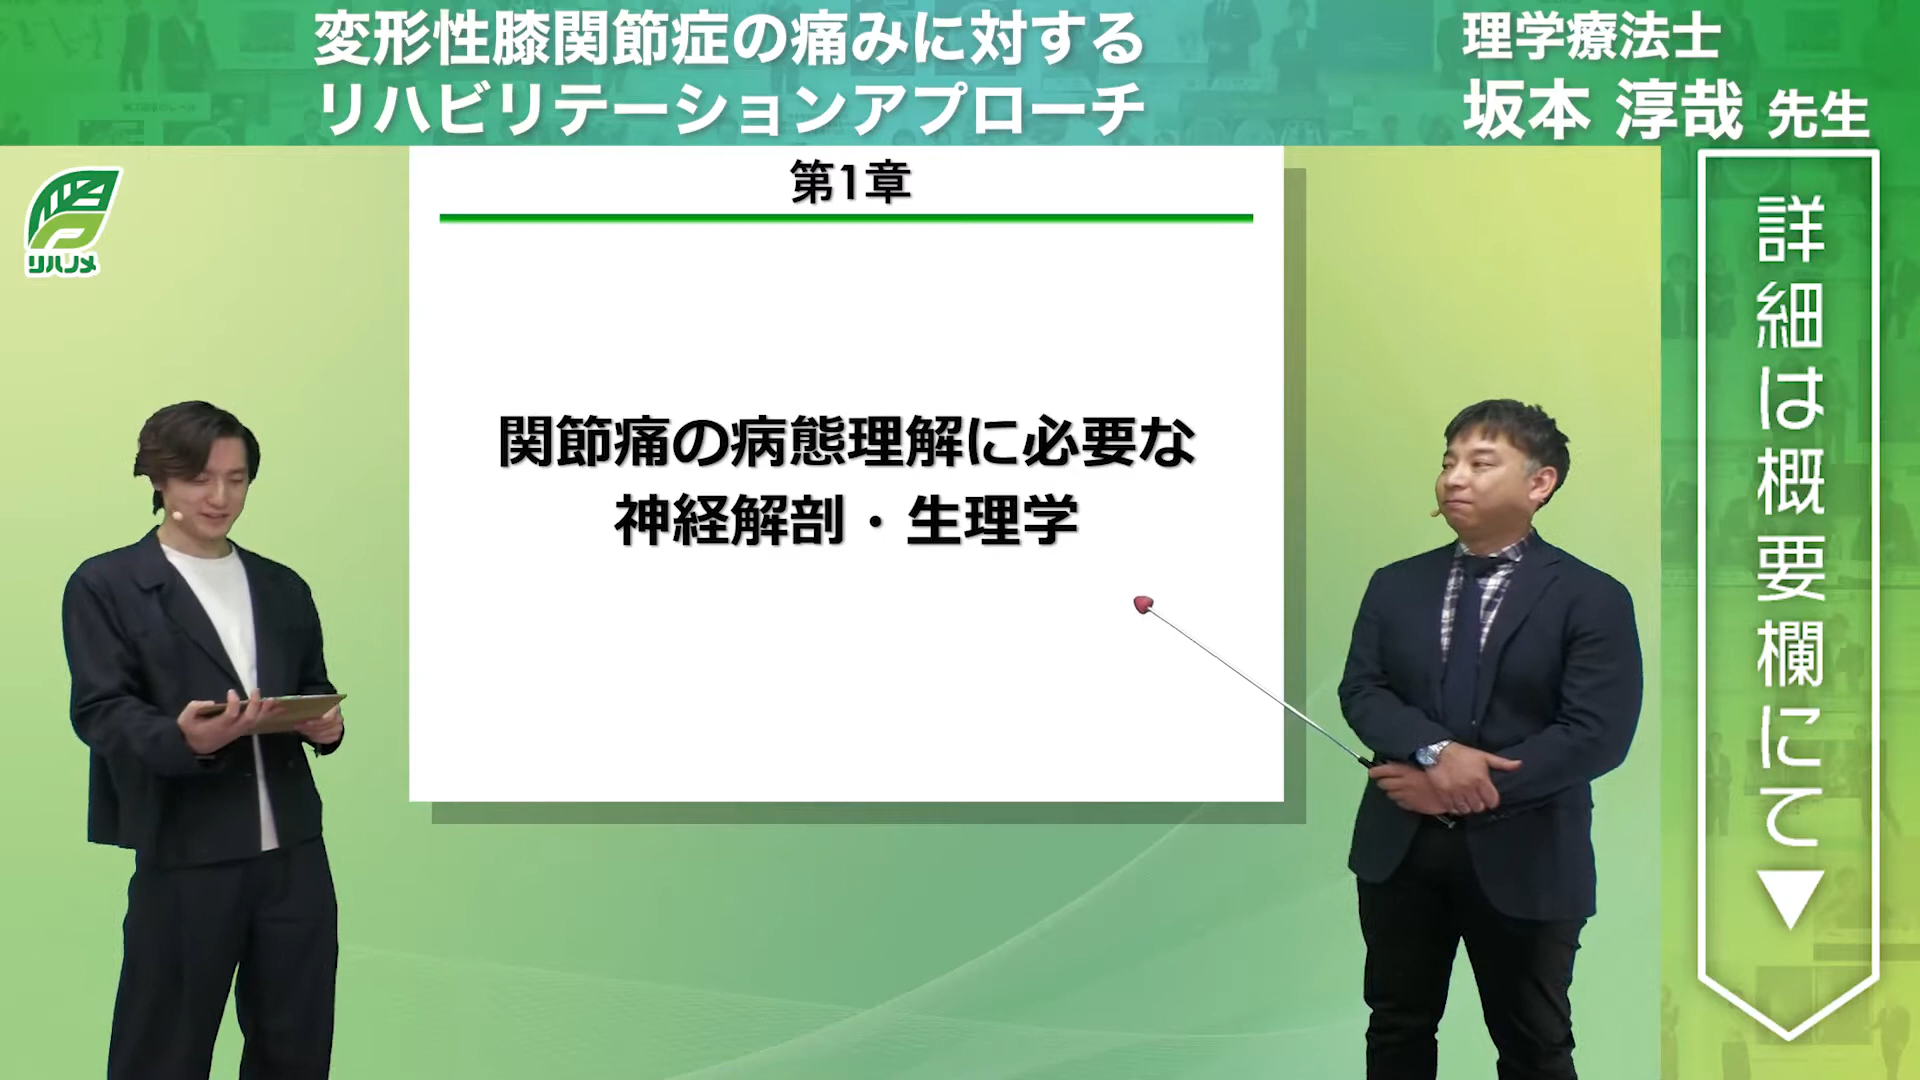 変形性膝関節症の痛みに対する
リハビリテーションアプローチ
理学療法士
坂本 淳哉 先生
リハノメ
第1章
関節痛の病態理解に必要な
神経解剖・生理学
詳細は概要欄にて▼